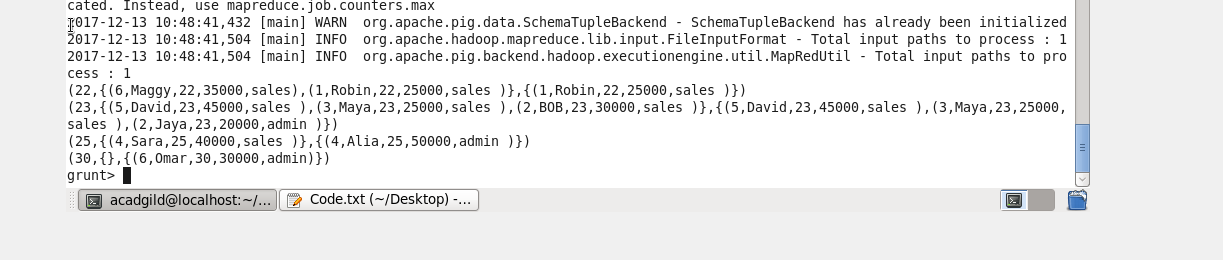 cated. Instead, use mapreduce.job.counters.max
2017-12-13 10:48:41,432 [main] WARN  org.apache.pig.data.SchemaTupleBackend - SchemaTupleBackend has already been initialized
2017-12-13 10:48:41,504 [main] INFO  org.apache.hadoop.mapreduce.lib.input.FileInputFormat - Total input paths to process : 1
2017-12-13 10:48:41,504 [main] INFO  org.apache.pig.backend.hadoop.executionengine.util.MapRedUtil - Total input paths to pro
cess : 1
(22,{(6,Maggy,22,35000,sales),(1,Robin,22,25000,sales )},{(1,Robin,22,25000,sales )})
(23,{(5,David,23,45000,sales ),(3,Maya,23,25000,sales ),(2,BOB,23,30000,sales )},{(5,David,23,45000,sales ),(3,Maya,23,25000,
sales ),(2,Jaya,23,20000,admin )})
(25,{(4,Sara,25,40000,sales )},{(4,Alia,25,50000,admin )})
(30,{},{(6,Omar,30,30000,admin)})
grunt>
acadgild@localhost:~/...
Code.txt (~/Desktop) -...